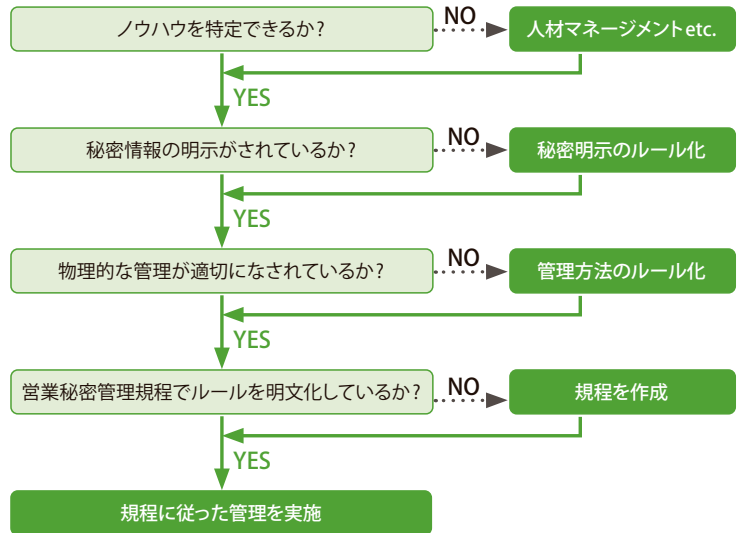 ノウハウを特定できるか?
NO
人材マネージメントetc.
YES
秘密情報の明示がされているか?
NO
秘密明示のルール化
YES
物理的な管理が適切になされているか?
NO
管理方法のルール化
YES
営業秘密管理規程でルールを明文化しているか?
NO
規程を作成
YES
規程に従った管理を実施